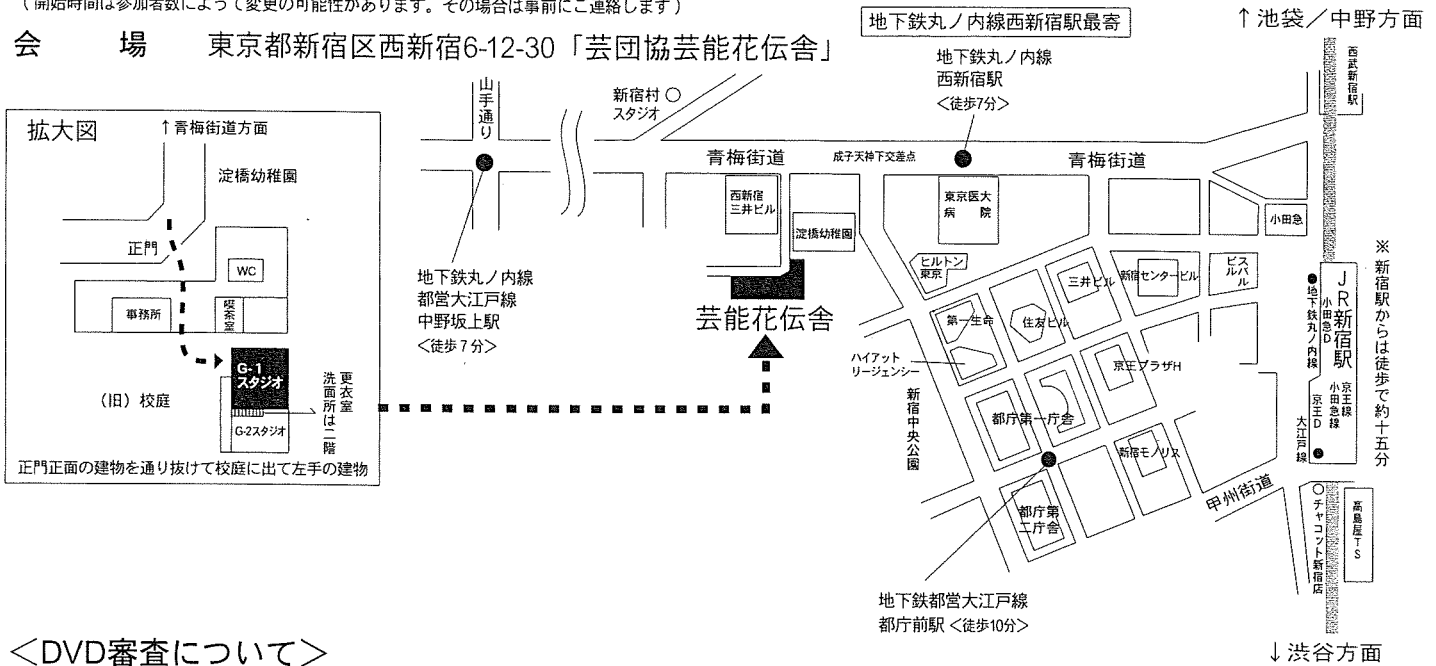 （開始時間は参加者数によって変更の可能性があります。その場合は事前にご連絡します）
会　　場　東京都新宿区西新宿6-12-30「芸団協芸能花伝舎」
地下鉄丸ノ内線西新宿駅最寄
↑池袋／中野方面
西武新宿駅
地下鉄丸ノ内線
西新宿駅
<徒歩7分>
新宿村
スタジオ
山手通り
青梅街道
成子天神下交差点
青梅街道
拡大図
↑青梅街道方面
淀橋幼稚園
正門
WC
事務所
喫茶室
G-1
スタジオ
G-2スタジオ
更衣室
洗面所は二階
(旧) 校庭
正門正面の建物を通り抜けて校庭に出て左手の建物
地下鉄丸ノ内線
都営大江戸線
中野坂上駅
<徒歩7分>
西新宿
三井ビル
淀橋幼稚園
芸能花伝舎
東京医大
病　院
ヒルトン
東京
三井ビル
新宿センタービル
スバル
ビル
小田急
第一生命
住友ビル
ハイアット
リージェンシー
京王プラザH
新宿中央公園
都庁第一庁舎
新宿モノリス
都庁第
二庁舎
甲州街道
JR新宿駅
小田急D
地下鉄丸ノ内線
京王線
小田急線
京王D
大江戸線
※新宿駅からは徒歩で約十五分
チャコット新宿店
高島屋TS
地下鉄都営大江戸線
都庁前駅<徒歩10分>
↓渋谷方面
<DVD審査について>